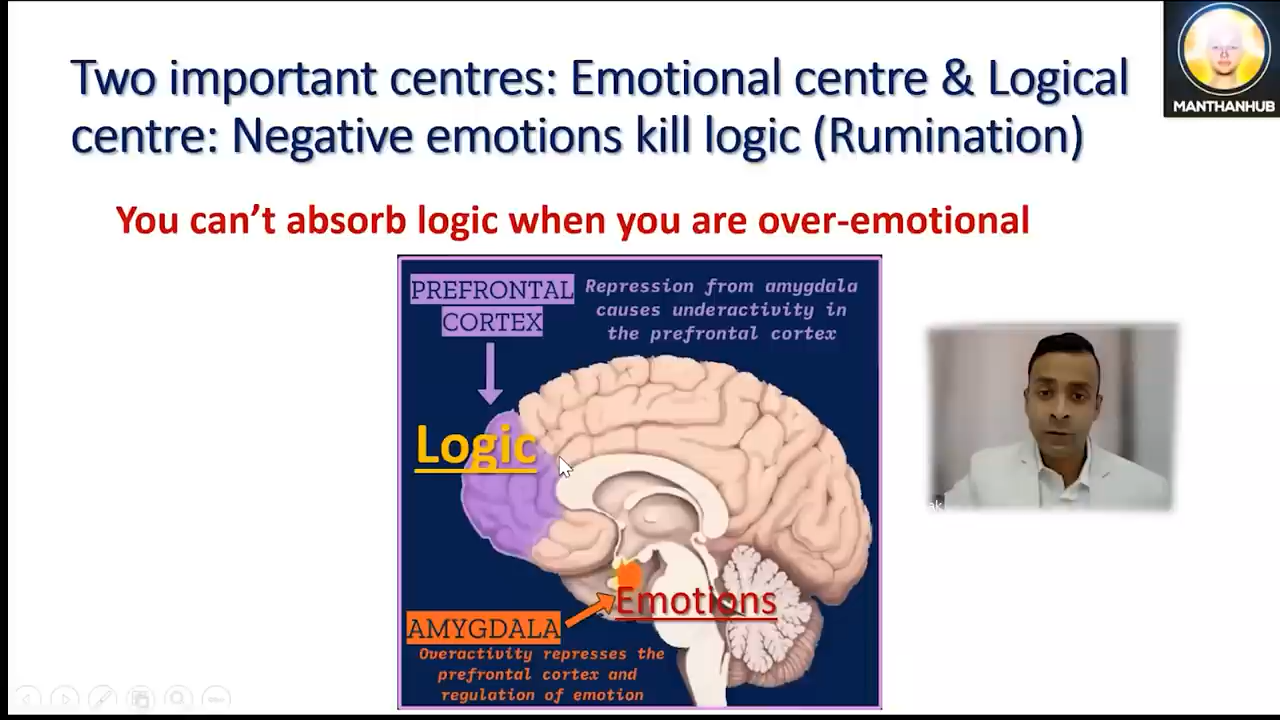 Two important centres: Emotional centre & Logical
centre: Negative emotions kill logic (Rumination)
MANTHANHUB
You can’t absorb logic when you are over-emotional
PREFRONTAL
CORTEX
Repression from amygdala
causes underactivity in
the prefrontal cortex
Logic
Emotions
AMYGDALA
Overactivity represses the
prefrontal cortex and
regulation of emotion